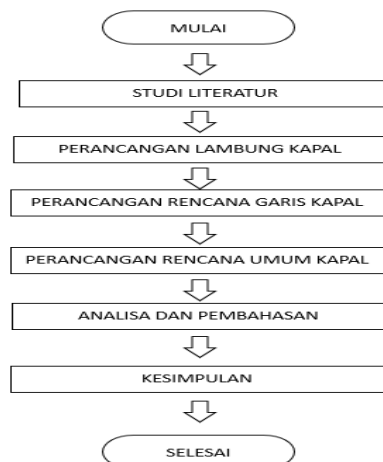 MULAI
STUDI LITERATUR
PERANCANGAN LAMBUNG KAPAL
PERANCANGAN RENCANA GARIS KAPAL
PERANCANGAN RENCANA UMUM KAPAL
ANALISA DAN PEMBAHASAN
KESIMPULAN
SELESAI